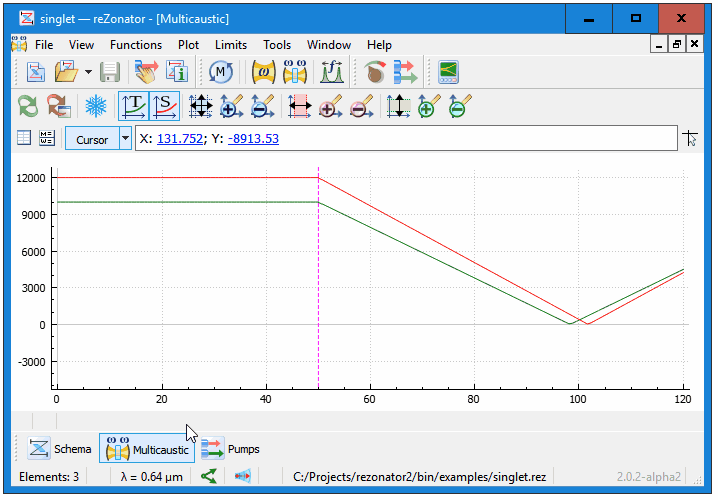 singlet — reZonator - [Multicaustic]
File View Functions Plot Limits Tools Window Help
Cursor X: 131.752; Y: -8913.53
12000
9000
6000
3000
0
-3000
0 20 40 60 80 100 120
Schema Multicaustic Pumps
Elements: 3 λ = 0.64 µm C:/Projects/rezonator2/bin/examples/singlet.rez 2.0.2-alpha2